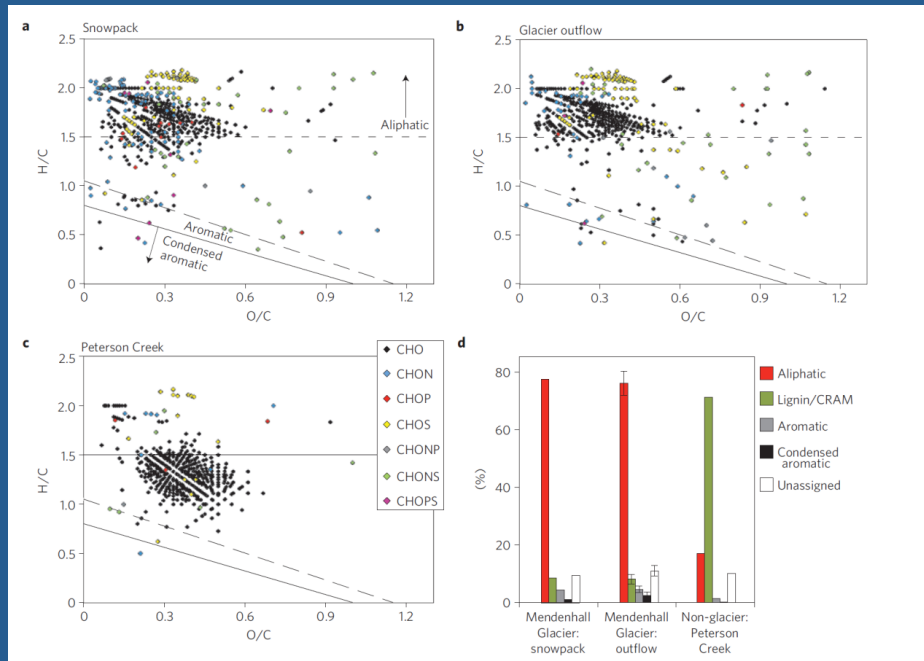 a
Snowpack
2.5
2.0
1.5
1.0
0.5
0
H/C
Aliphatic
Aromatic
Condensed
aromatic
0
0.3
0.6
0.9
1.2
O/C
b
Glacier outflow
2.5
2.0
1.5
1.0
0.5
0
H/C
0
0.3
0.6
0.9
1.2
O/C
c
Peterson Creek
2.5
2.0
1.5
1.0
0.5
0
H/C
0
0.3
0.6
0.9
1.2
O/C
CHO
CHON
CHOP
CHOS
CHONP
CHONS
CHOPS
d
80
60
40
20
0
(%)
Aliphatic
Lignin/CRAM
Aromatic
Condensed
aromatic
Unassigned
Mendenhall
Glacier:
snowpack
Mendenhall
Glacier:
outflow
Non-glacier:
Peterson
Creek